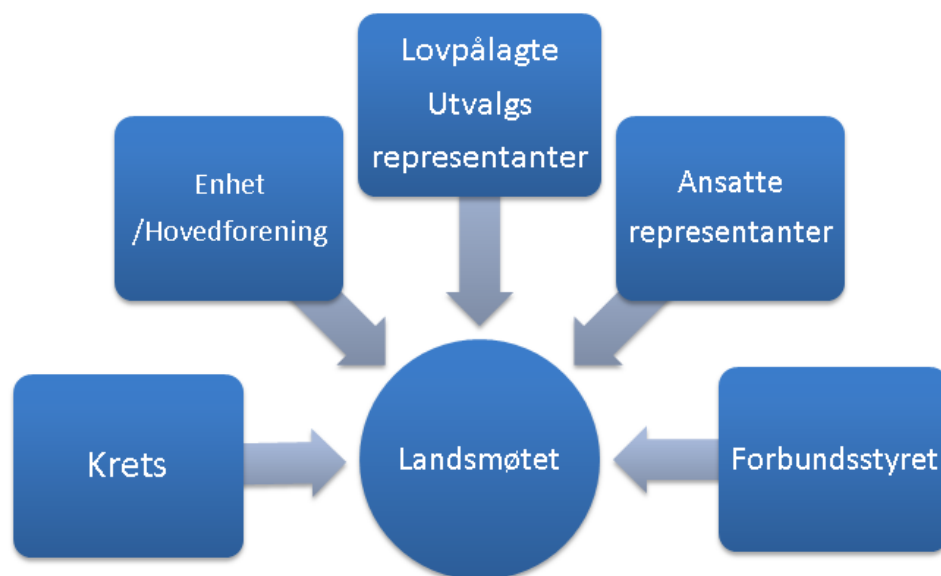 Lovpålagte
Utvalgs
representanter
Enhet
/Hovedforening
Ansatte
representanter
Krets
Landsmøtet
Forbundsstyret